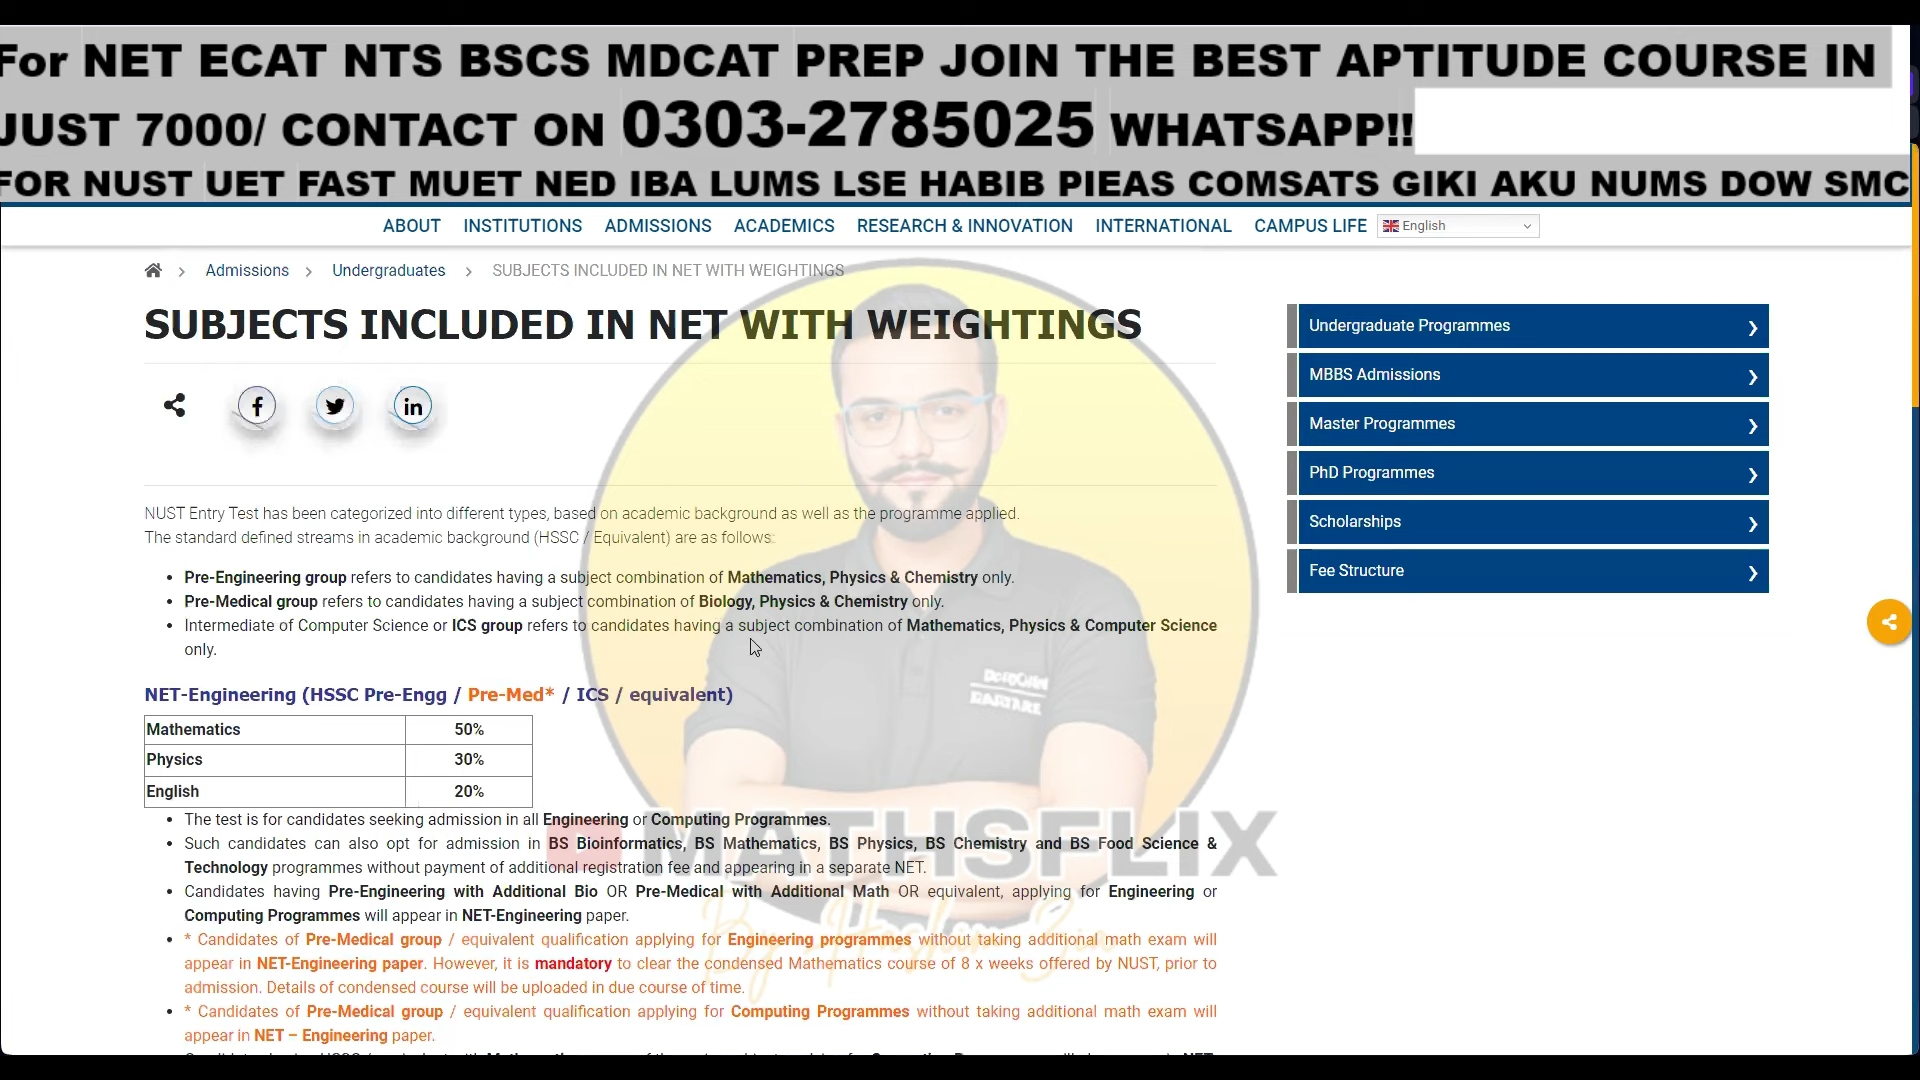 For NET ECAT NTS BSCS MDCAT PREP JOIN THE BEST APTITUDE COURSE IN
JUST 7000/ CONTACT ON 0303-2785025 WHATSAPP!!
FOR NUST UET FAST MUET NED IBA LUMS LSE HABIB PIEAS COMSATS GIKI AKU NUMS DOW SMC
ABOUT INSTITUTIONS ADMISSIONS ACADEMICS RESEARCH & INNOVATION INTERNATIONAL CAMPUS LIFE English
Admissions > Undergraduates > SUBJECTS INCLUDED IN NET WITH WEIGHTINGS
SUBJECTS INCLUDED IN NET WITH WEIGHTINGS
Undergraduate Programmes
MBBS Admissions
Master Programmes
PhD Programmes
Scholarships
Fee Structure
NUST Entry Test has been categorized into different types, based on academic background as well as the programme applied.
The standard defined streams in academic background (HSSC / Equivalent) are as follows:
• Pre-Engineering group refers to candidates having a subject combination of Mathematics, Physics & Chemistry only.
• Pre-Medical group refers to candidates having a subject combination of Biology, Physics & Chemistry only.
• Intermediate of Computer Science or ICS group refers to candidates having a subject combination of Mathematics, Physics & Computer Science
only.
NET-Engineering (HSSC Pre-Engg / Pre-Med* / ICS / equivalent)
Mathematics 50%
Physics 30%
English 20%
• The test is for candidates seeking admission in all Engineering or Computing Programmes.
• Such candidates can also opt for admission in BS Bioinformatics, BS Mathematics, BS Physics, BS Chemistry and BS Food Science &
Technology programmes without payment of additional registration fee and appearing in a separate NET.
• Candidates having Pre-Engineering with Additional Bio OR Pre-Medical with Additional Math OR equivalent, applying for Engineering or
Computing Programmes will appear in NET-Engineering paper.
• * Candidates of Pre-Medical group / equivalent qualification applying for Engineering programmes without taking additional math exam will
appear in NET-Engineering paper. However, it is mandatory to clear the condensed Mathematics course of 8 x weeks offered by NUST, prior to
admission. Details of condensed course will be uploaded in due course of time.
• * Candidates of Pre-Medical group / equivalent qualification applying for Computing Programmes without taking additional math exam will
appear in NET – Engineering paper.
MATHSFLIX